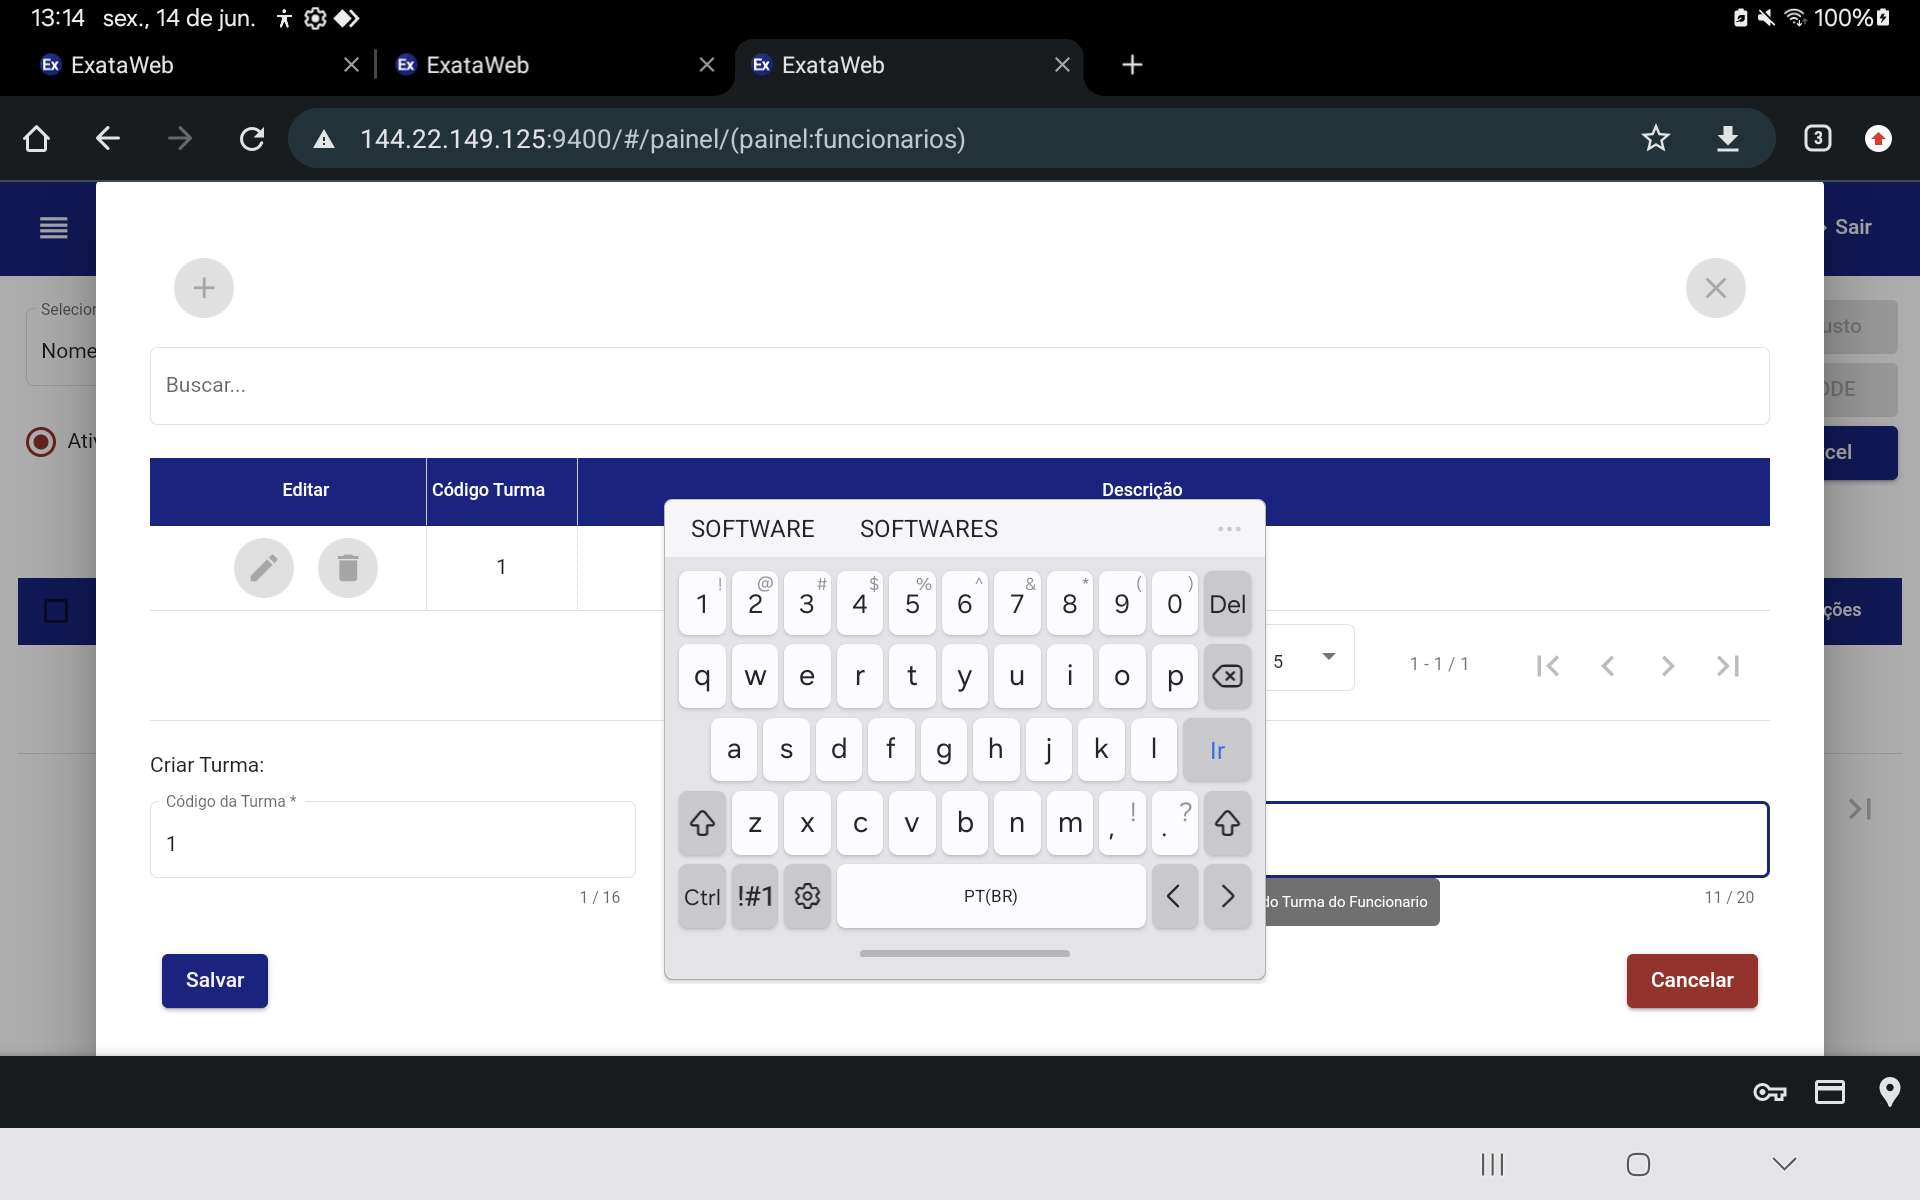 13:14 sex., 14 de jun. 100%
Ex ExataWeb Ex ExataWeb Ex ExataWeb
144.22.149.125:9400/#/painel/(painel:funcionarios) 3
Sair
Selecior
Nome
usto
Buscar...
ODE
Ativ
cel
Editar Código Turma Descrição
1
SOFTWARE SOFTWARES
! @ # $ % ^ & * ( )
1 2 3 4 5 6 7 8 9 0 Del
ções
5 1 - 1 / 1
q w e r t y u i o p
a s d f g h j k l Ir
Criar Turma:
Código da Turma *
1
z x c v b n m , ! . ?
1 / 16
Ctrl !#1 PT(BR)
do Turma do Funcionario
11 / 20
Salvar Cancelar